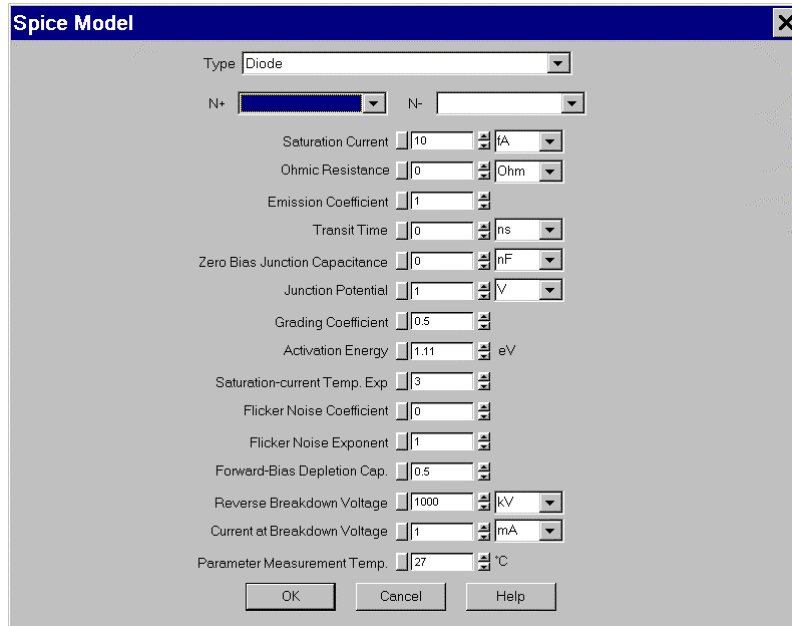 Spice Model
Type Diode
N+ N-
Saturation Current 10 fA
Ohmic Resistance 0 Ohm
Emission Coefficient 1
Transit Time 0 ns
Zero Bias Junction Capacitance 0 nF
Junction Potential 1 V
Grading Coefficient 0.5
Activation Energy 1.11 eV
Saturation-current Temp. Exp 3
Flicker Noise Coefficient 0
Flicker Noise Exponent 1
Forward-Bias Depletion Cap. 0.5
Reverse Breakdown Voltage 1000 kV
Current at Breakdown Voltage 1 mA
Parameter Measurement Temp. 27 °C
OK Cancel Help